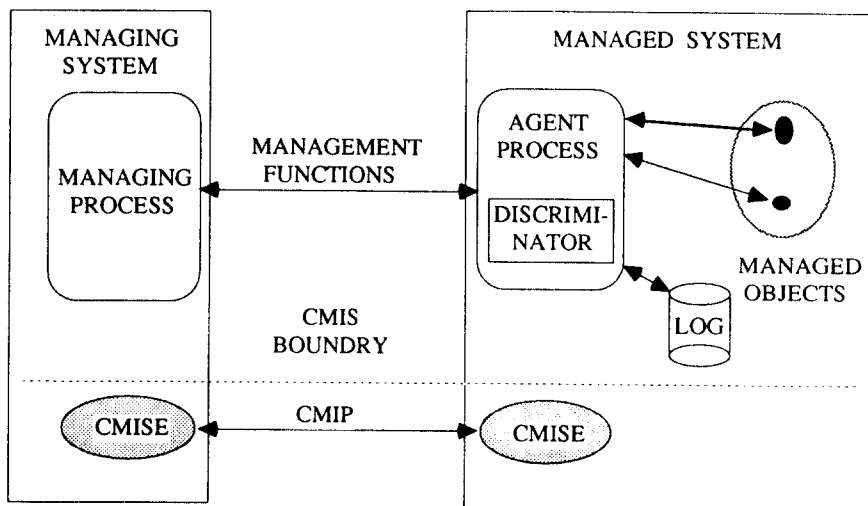 MANAGING
SYSTEM
MANAGED SYSTEM
MANAGING
PROCESS
MANAGEMENT
FUNCTIONS
AGENT
PROCESS
DISCRIMI-
NATOR
MANAGED
OBJECTS
LOG
CMIS
BOUNDRY
CMISE
CMIP
CMISE